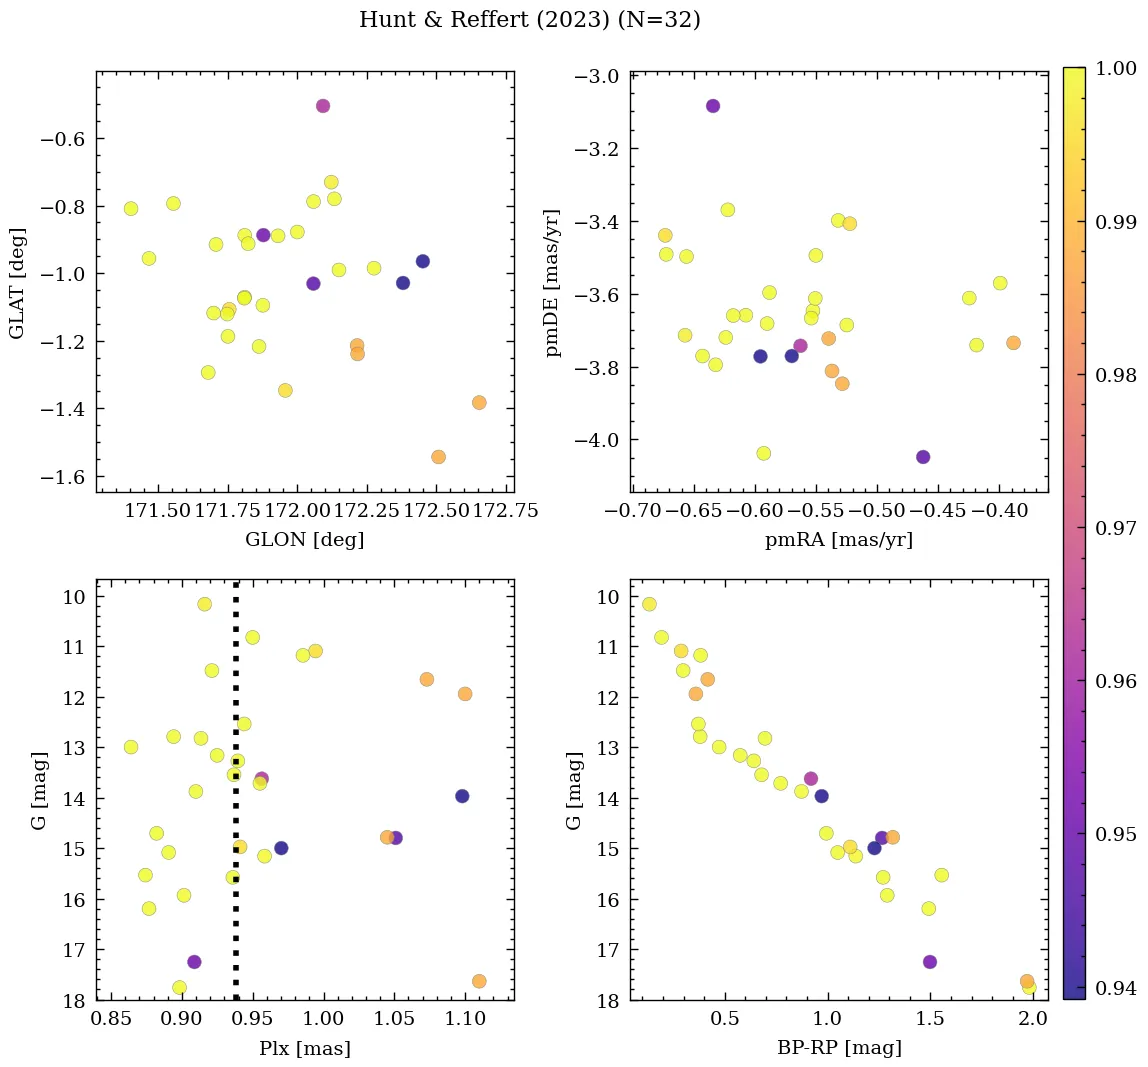 Hunt & Reffert (2023) (N=32)
GLAT [deg]
−0.6
−0.8
−1.0
−1.2
−1.4
−1.6
171.50 171.75 172.00 172.25 172.50 172.75
GLON [deg]
pmDE [mas/yr]
−3.0
−3.2
−3.4
−3.6
−3.8
−4.0
−0.70 −0.65 −0.60 −0.55 −0.50 −0.45 −0.40
pmRA [mas/yr]
G [mag]
10
11
12
13
14
15
16
17
18
0.85 0.90 0.95 1.00 1.05 1.10
Plx [mas]
G [mag]
10
11
12
13
14
15
16
17
18
0.5 1.0 1.5 2.0
BP-RP [mag]
1.00
0.99
0.98
0.97
0.96
0.95
0.94